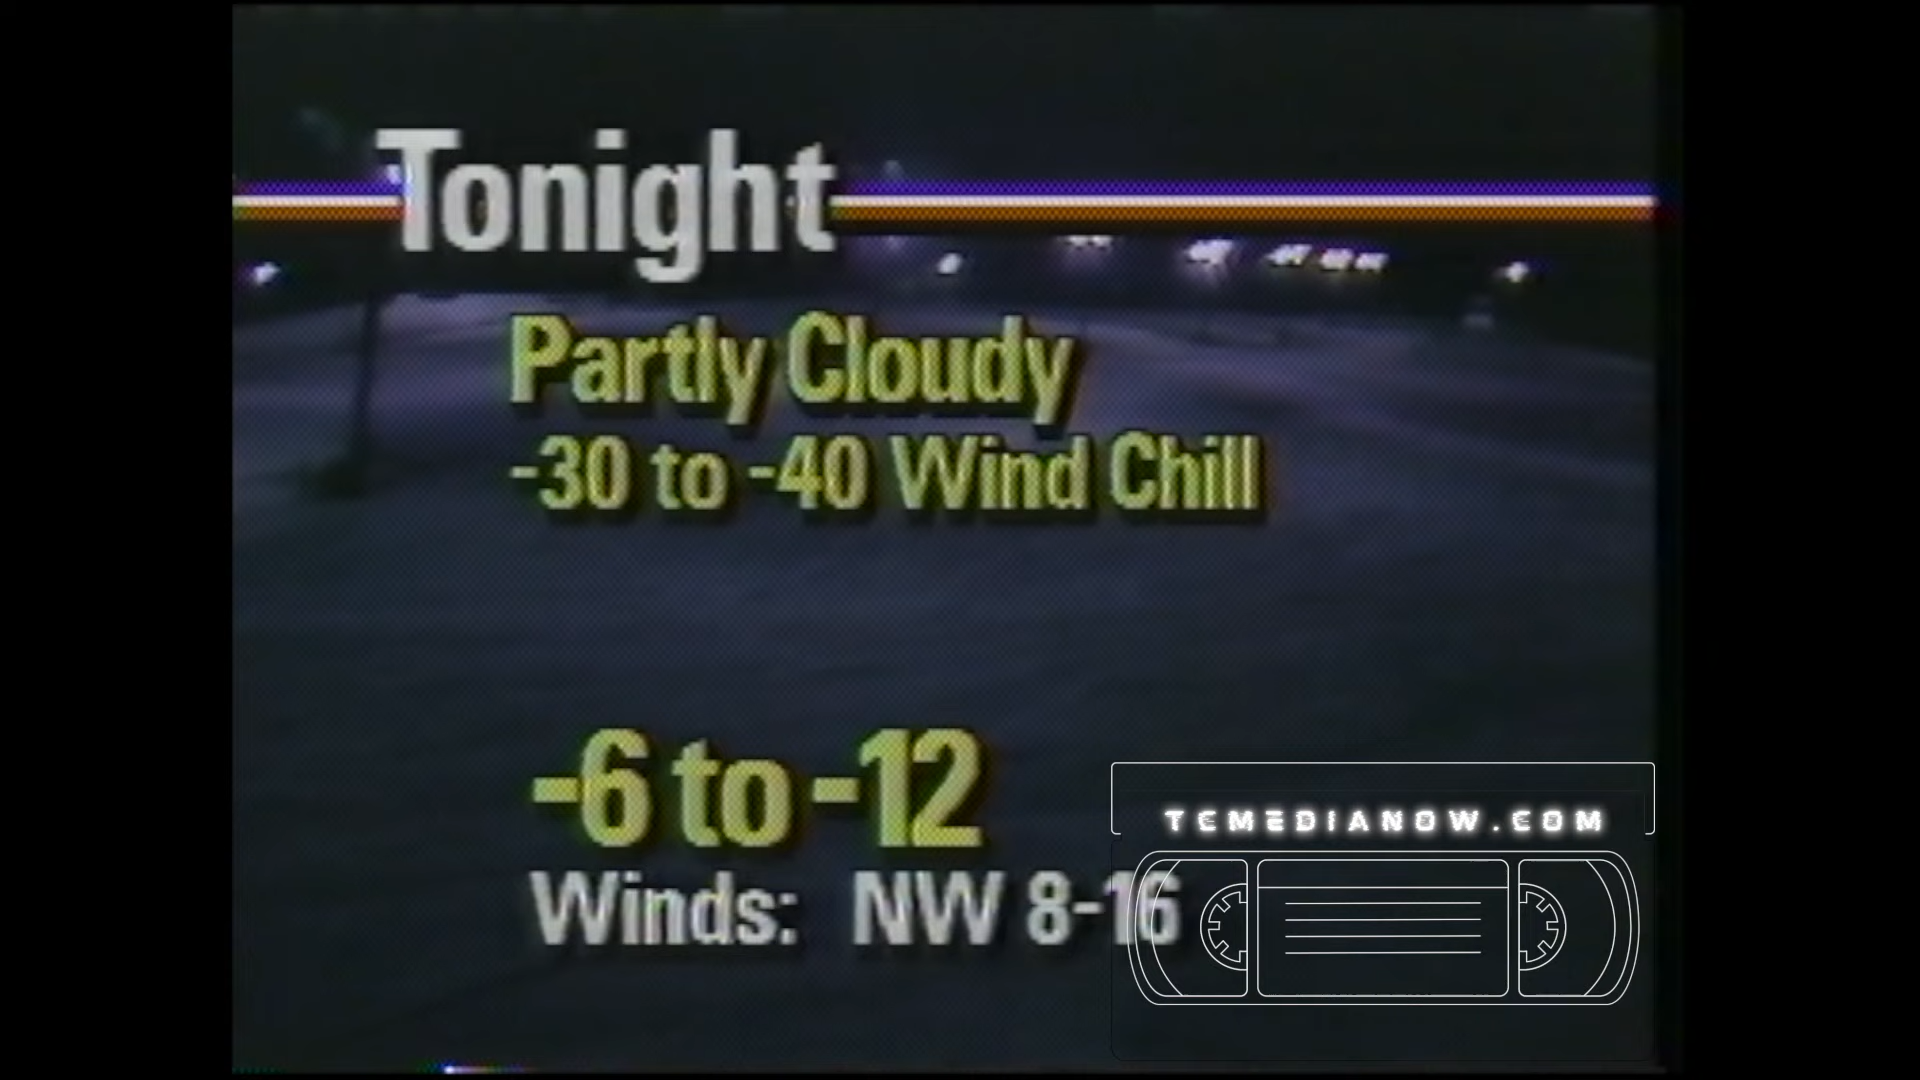 Tonight
Partly Cloudy
-30 to -40 Wind Chill
-6 to -12
Winds: NW 8-16
TCMEDIANOW.COM